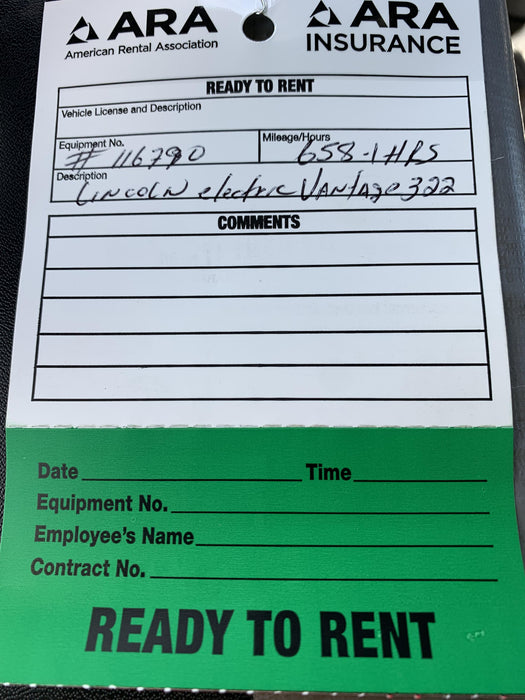 ARA ARA
American Rental Association INSURANCE
READY TO RENT
Vehicle License and Description
Equipment No. Mileage/Hours
# 116790 658-1 HRS
Description
LINCOLN electric VANTAGE 322
COMMENTS
Date Time
Equipment No.
Employee's Name
Contract No.
READY TO RENT